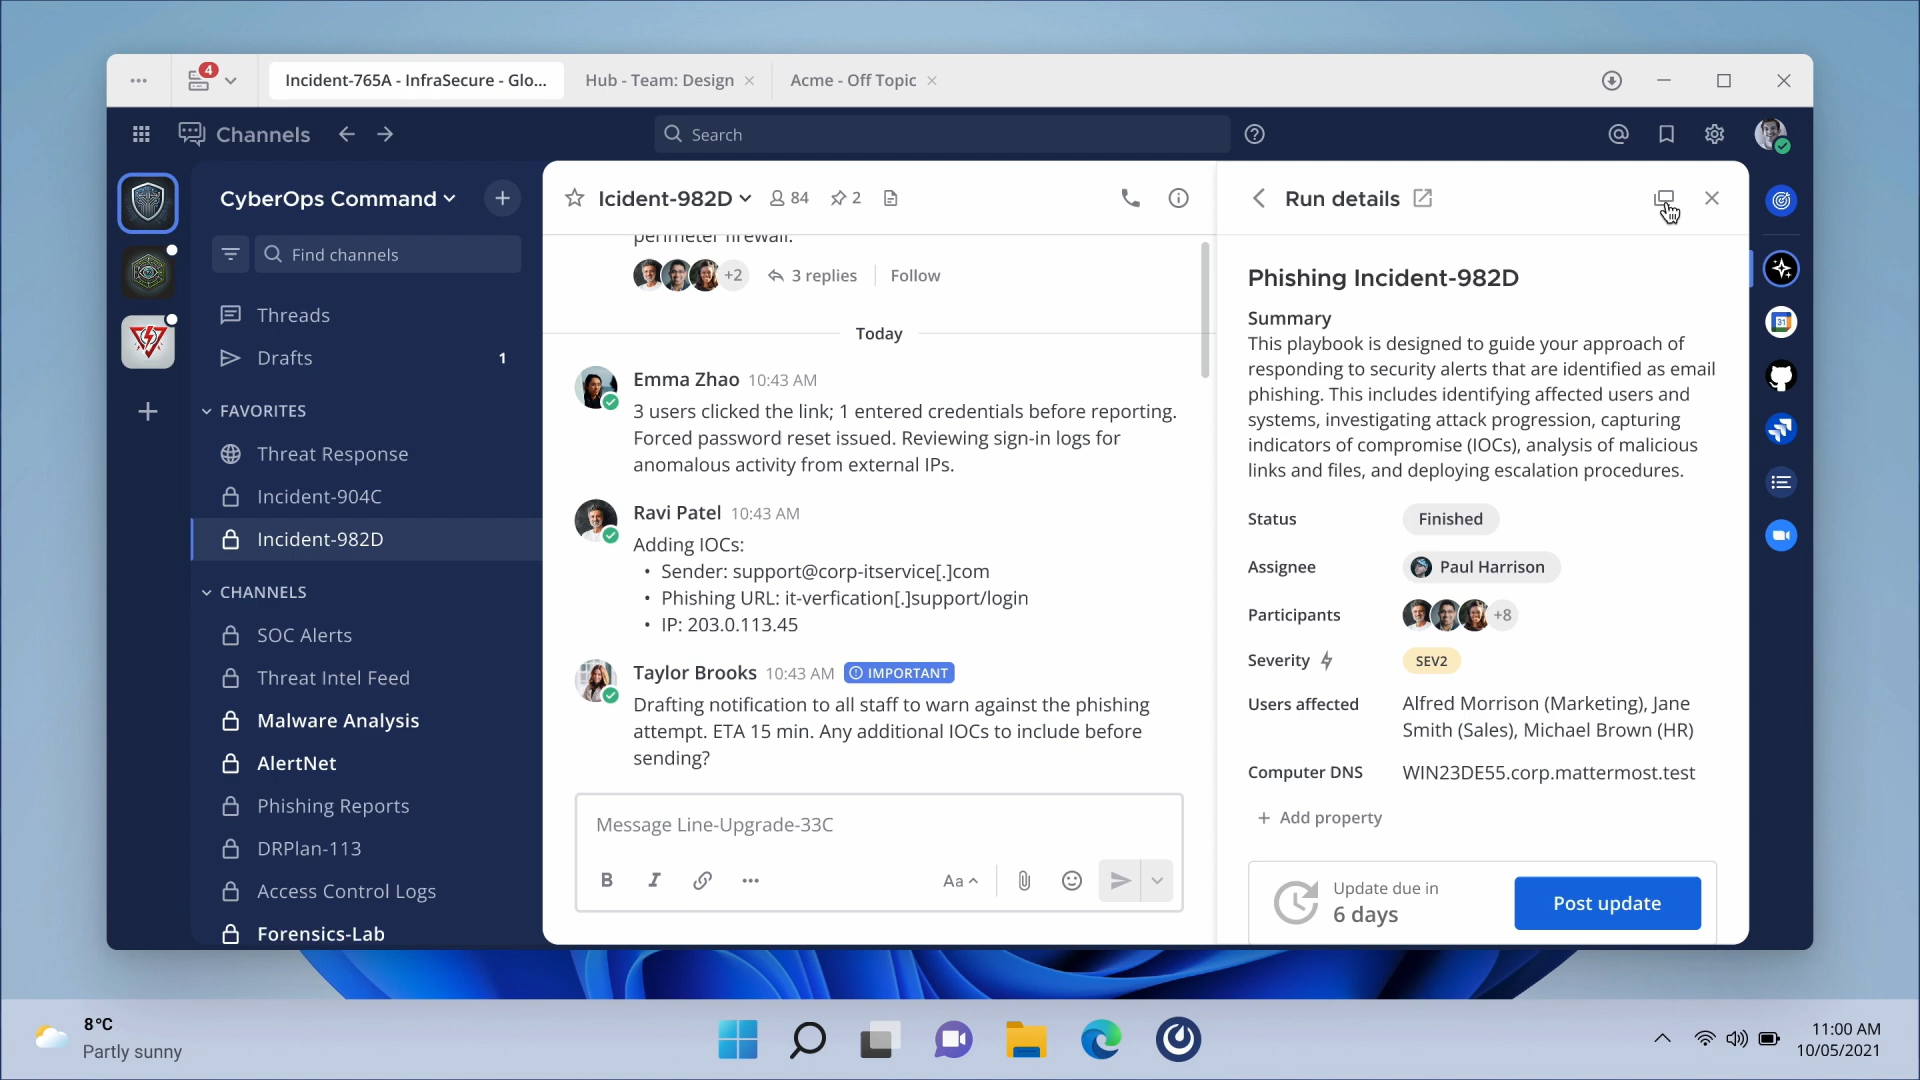 4
Incident-765A - InfraSecure - Glo...
Hub - Team: Design
Acme - Off Topic
Channels
Search
CyberOps Command
Find channels
Threads
Drafts
1
FAVORITES
Threat Response
Incident-904C
Incident-982D
CHANNELS
SOC Alerts
Threat Intel Feed
Malware Analysis
AlertNet
Phishing Reports
DRPlan-113
Access Control Logs
Forensics-Lab
Icident-982D
84
2
perimeter firewall.
+2
3 replies
Follow
Today
Emma Zhao 10:43 AM
3 users clicked the link; 1 entered credentials before reporting.
Forced password reset issued. Reviewing sign-in logs for
anomalous activity from external IPs.
Ravi Patel 10:43 AM
Adding IOCs:
• Sender: support@corp-itservice[.]com
• Phishing URL: it-verfication[.]support/login
• IP: 203.0.113.45
Taylor Brooks 10:43 AM IMPORTANT
Drafting notification to all staff to warn against the phishing
attempt. ETA 15 min. Any additional IOCs to include before
sending?
Message Line-Upgrade-33C
B I Aa
Run details
Phishing Incident-982D
Summary
This playbook is designed to guide your approach of
responding to security alerts that are identified as email
phishing. This includes identifying affected users and
systems, investigating attack progression, capturing
indicators of compromise (IOCs), analysis of malicious
links and files, and deploying escalation procedures.
Status Finished
Assignee Paul Harrison
Participants +8
Severity SEV2
Users affected Alfred Morrison (Marketing), Jane
Smith (Sales), Michael Brown (HR)
Computer DNS WIN23DE55.corp.mattermost.test
+ Add property
Update due in
6 days
Post update
31
8°C
Partly sunny
11:00 AM
10/05/2021